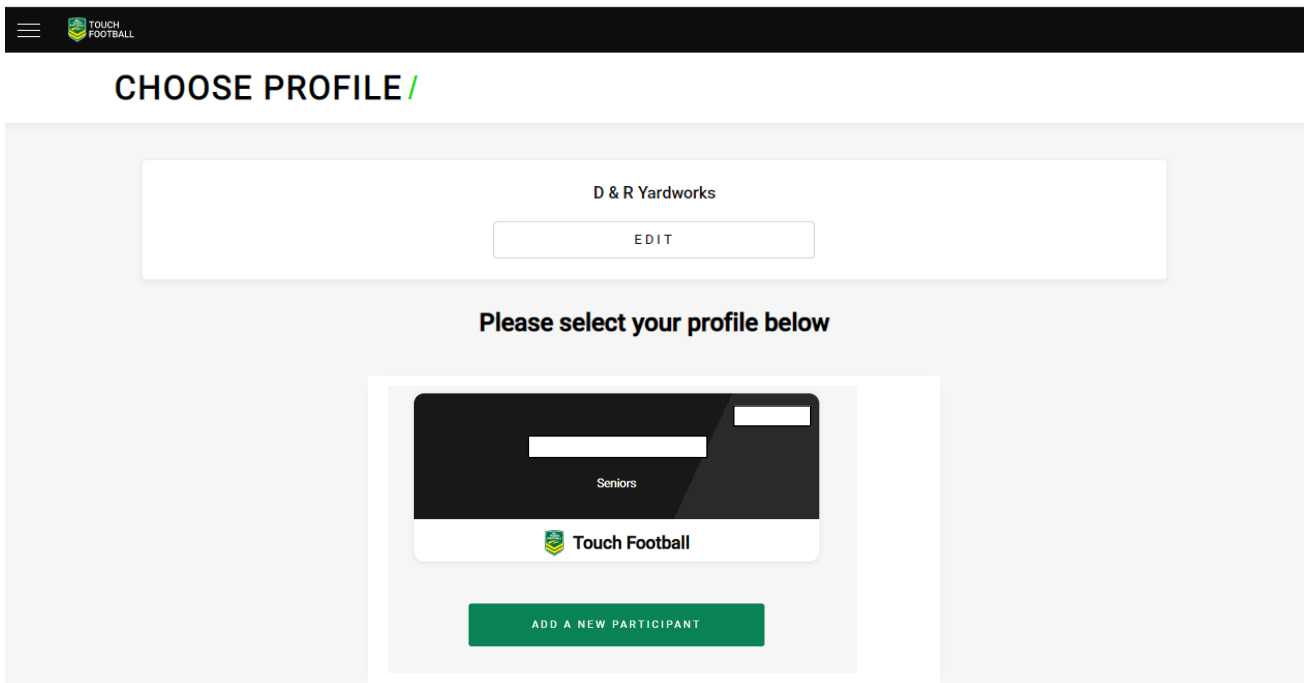 TOUCH
FOOTBALL
CHOOSE PROFILE/
D & R Yardworks
EDIT
Please select your profile below
Seniors
Touch Football
ADD A NEW PARTICIPANT